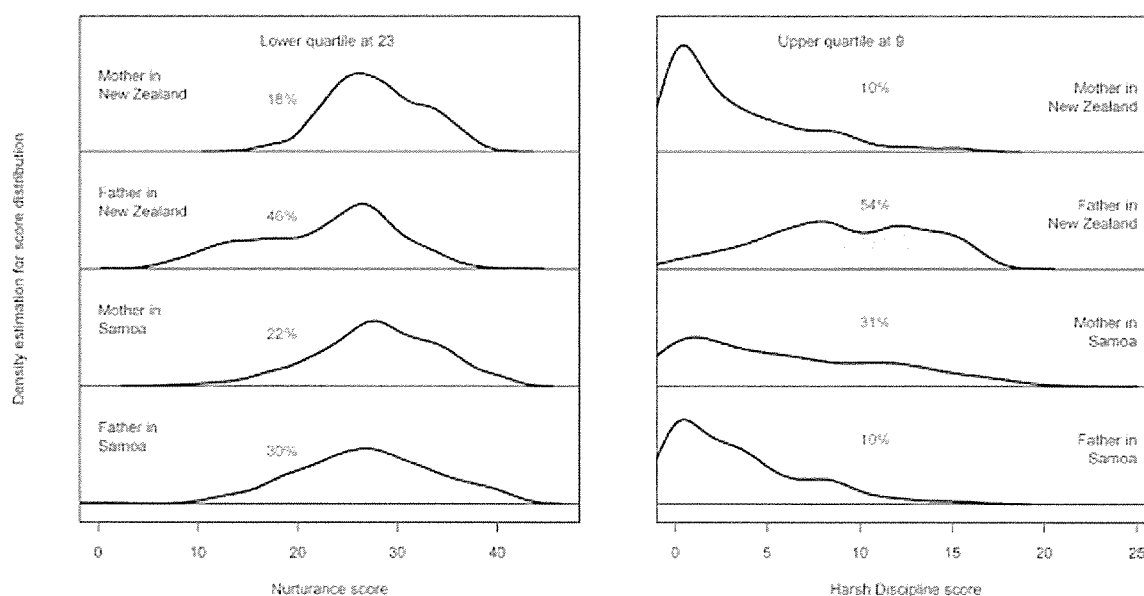 Density estimation for score distribution
Lower quartile at 23
Mother in
New Zealand
18%
Father in
New Zealand
46%
Mother in
Samoa
22%
Father in
Samoa
30%
0 10 20 30 40
Nurturance score
Upper quartile at 9
10%
Mother in
New Zealand
54%
Father in
New Zealand
31%
Mother in
Samoa
10%
Father in
Samoa
0 5 10 15 20 25
Harsh Discipline score